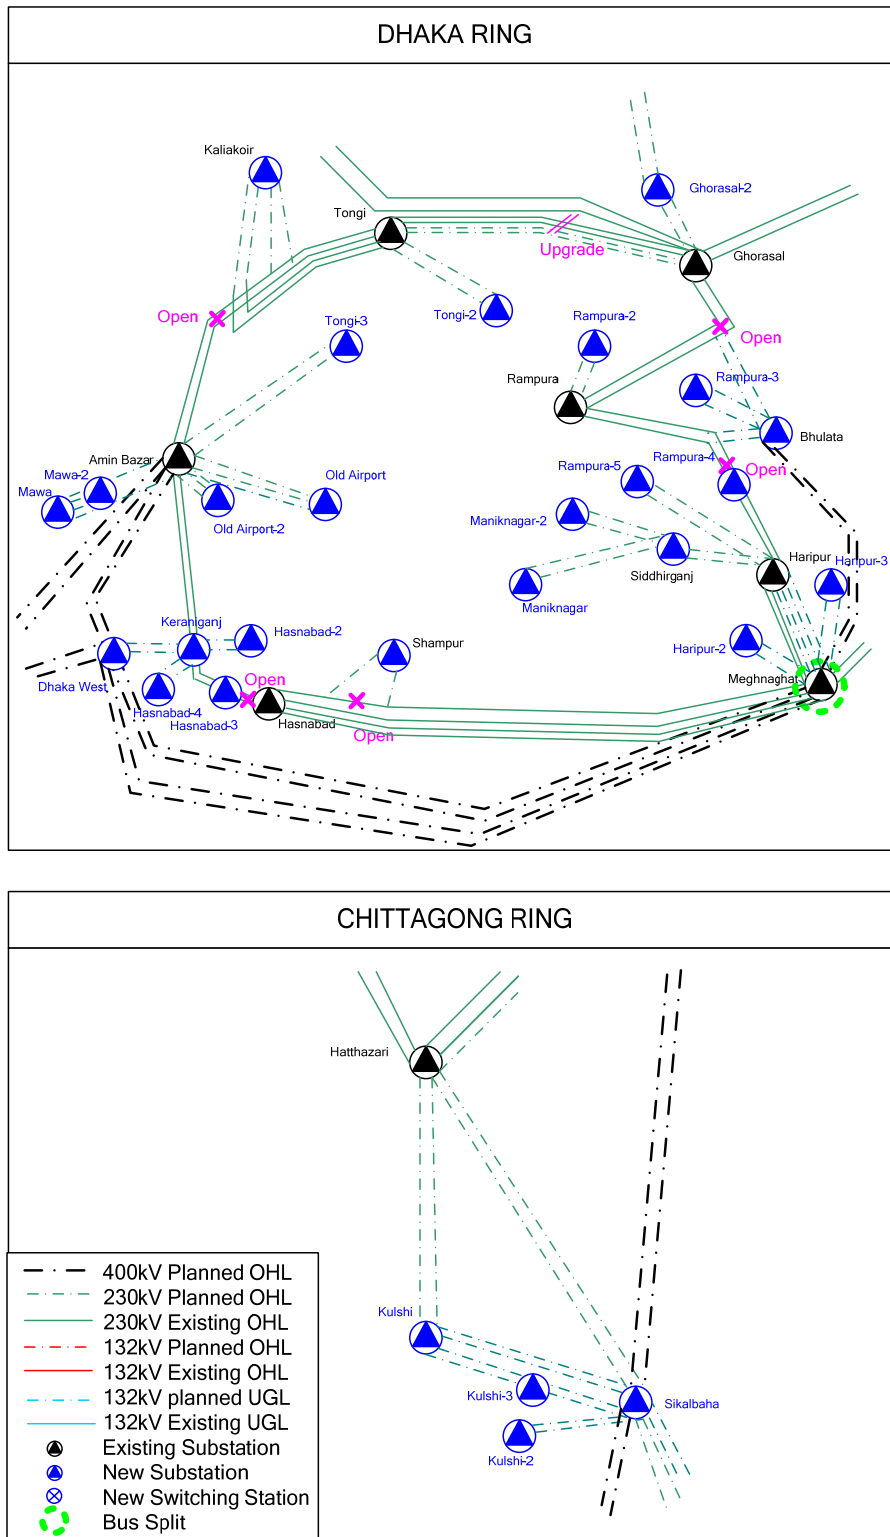 DHAKA RING
Kaliakoir
Tongi
Ghorasal-2
Upgrade
Ghorasal
Open
Tongi-2
Rampura-2
Tongi-3
Open
Rampura
Rampura-3
Bhulata
Amin Bazar
Mawa-2
Mawa
Old Airport
Old Airport-2
Rampura-5
Rampura-4
Open
Maniknagar-2
Siddhirganj
Haripur
Haripur-3
Maniknagar
Keraniganj
Hasnabad-2
Shampur
Haripur-2
Meghnaghat
Dhaka West
Hasnabad-4
Hasnabad-3
Open
Hasnabad
Open
CHITTAGONG RING
Hatthazari
Kulshi
Kulshi-3
Sikalbaha
Kulshi-2
400kV Planned OHL
230kV Planned OHL
230kV Existing OHL
132kV Planned OHL
132kV Existing OHL
132kV planned UGL
132kV Existing UGL
Existing Substation
New Substation
New Switching Station
Bus Split